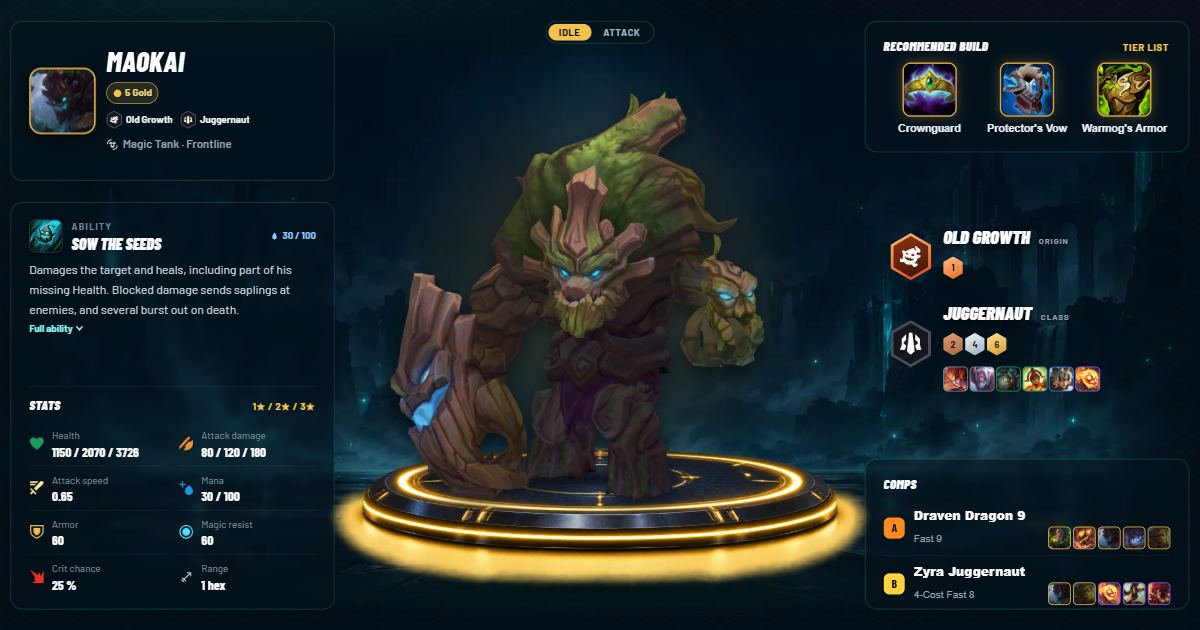 IDLE
ATTACK
MAOKAI
5 Gold
Old Growth
Juggernaut
Magic Tank · Frontline
ABILITY
SOW THE SEEDS
30 / 100
Damages the target and heals, including part of his
missing Health. Blocked damage sends saplings at
enemies, and several burst out on death.
Full ability
STATS
1★ / 2★ / 3★
Health
1150 / 2070 / 3726
Attack damage
80 / 120 / 180
Attack speed
0.65
Mana
30 / 100
Armor
60
Magic resist
60
Crit chance
25 %
Range
1 hex
RECOMMENDED BUILD
TIER LIST
Crownguard
Protector's Vow
Warmog's Armor
OLD GROWTH ORIGIN
1
JUGGERNAUT CLASS
2 4 6
COMPS
A
Draven Dragon 9
Fast 9
B
Zyra Juggernaut
4-Cost Fast 8